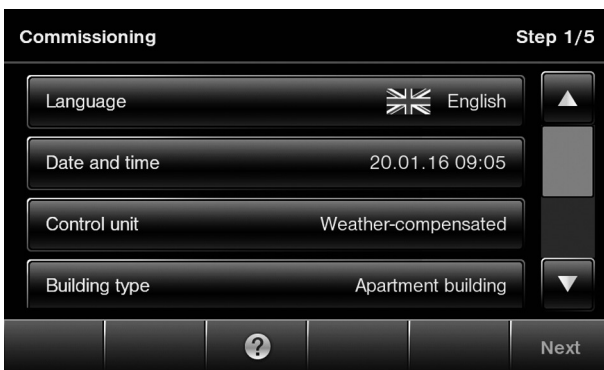 Commissioning Step 1/5
Language English
Date and time 20.01.16 09:05
Control unit Weather-compensated
Building type Apartment building
? Next